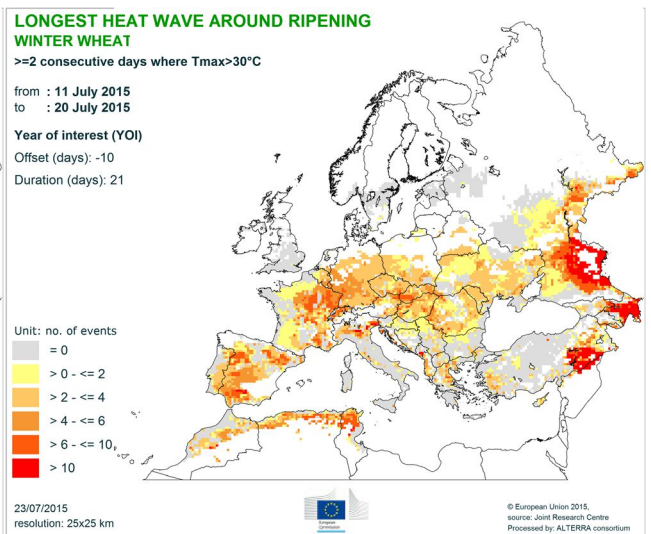 LONGEST HEAT WAVE AROUND RIPENING
WINTER WHEAT
>=2 consecutive days where Tmax>30°C
from : 11 July 2015
to : 20 July 2015
Year of interest (YOI)
Offset (days): -10
Duration (days): 21
Unit: no. of events
= 0
> 0 - <= 2
> 2 - <= 4
> 4 - <= 6
> 6 - <= 10
> 10
23/07/2015
resolution: 25x25 km
European
Commission
© European Union 2015,
source: Joint Research Centre
Processed by: ALTERRA consortium